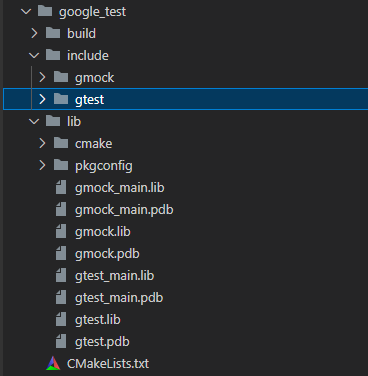 google_test
build
include
gmock
gtest
lib
cmake
pkgconfig
gmock_main.lib
gmock_main.pdb
gmock.lib
gmock.pdb
gtest_main.lib
gtest_main.pdb
gtest.lib
gtest.pdb
CMakeLists.txt